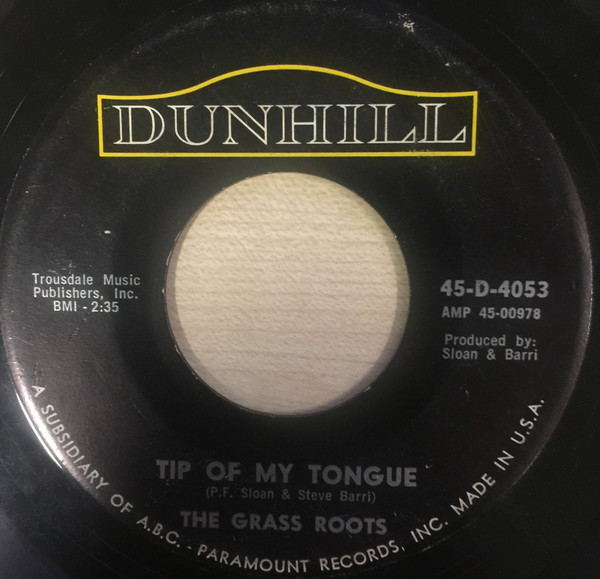 DUNHILL
Trousdale Music
Publishers, Inc.
BMI - 2:35
45-D-4053
AMP 45-00978
Produced by:
Sloan & Barri
TIP OF MY TONGUE
(P.F. Sloan & Steve Barri)
THE GRASS ROOTS
A SUBSIDIARY OF A.B.C. - PARAMOUNT RECORDS, INC. MADE IN U.S.A.